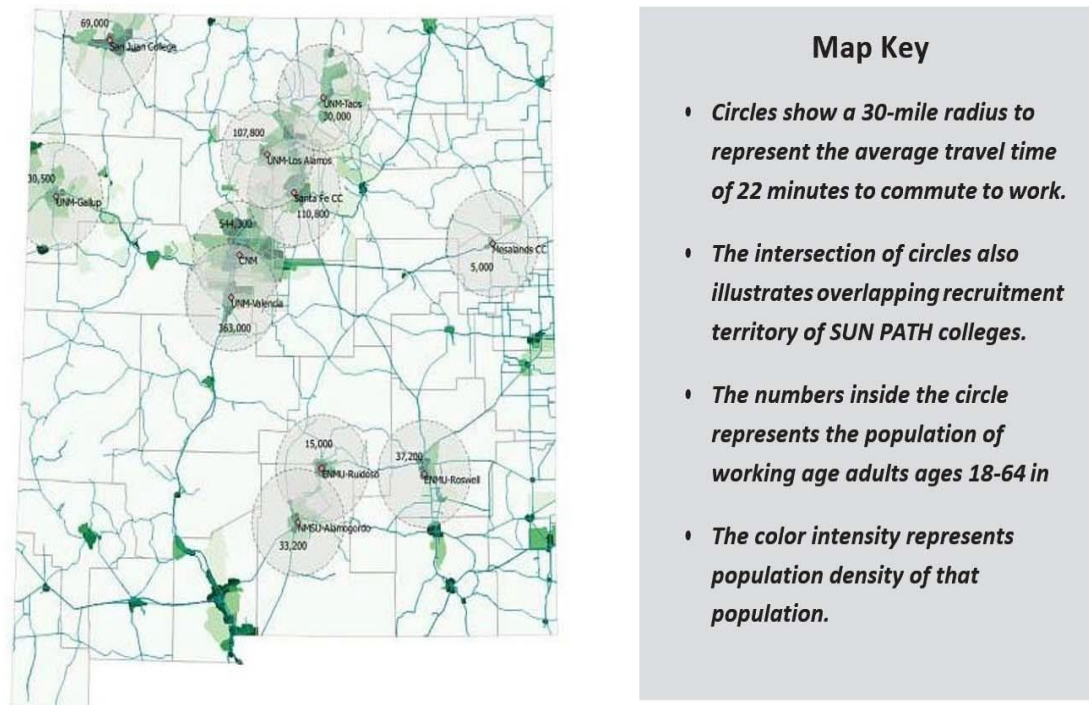 69,000
San Juan College
UNM-Taos
30,000
107,800
UNM-Los Alamos
30,500
UNM-Gallup
Santa Fe CC
110,800
544,300
CNM
Mesalands CC
5,000
UNM-Valencia
363,000
15,000
ENMU-Ruidoso
37,200
ENMU-Roswell
NMSU-Alamogordo
33,200
Map Key
• Circles show a 30-mile radius to
represent the average travel time
of 22 minutes to commute to work.
• The intersection of circles also
illustrates overlapping recruitment
territory of SUN PATH colleges.
• The numbers inside the circle
represents the population of
working age adults ages 18-64 in
• The color intensity represents
population density of that
population.